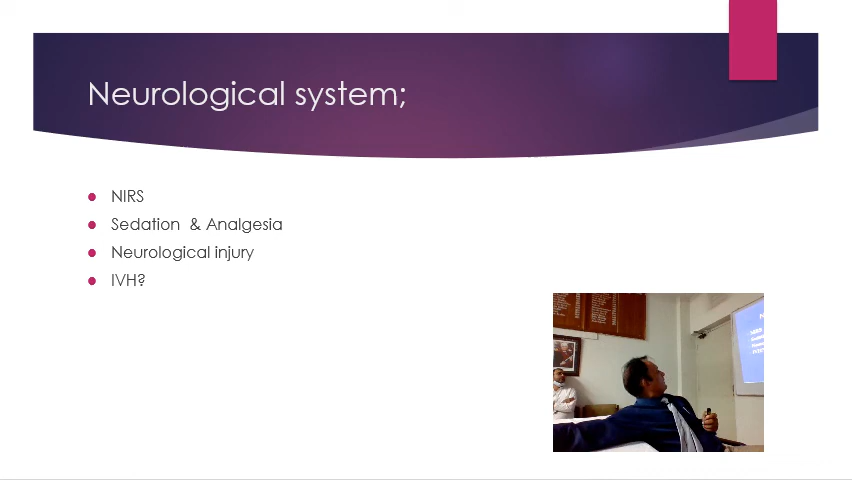 Neurological system;
NIRS
Sedation & Analgesia
Neurological injury
IVH?